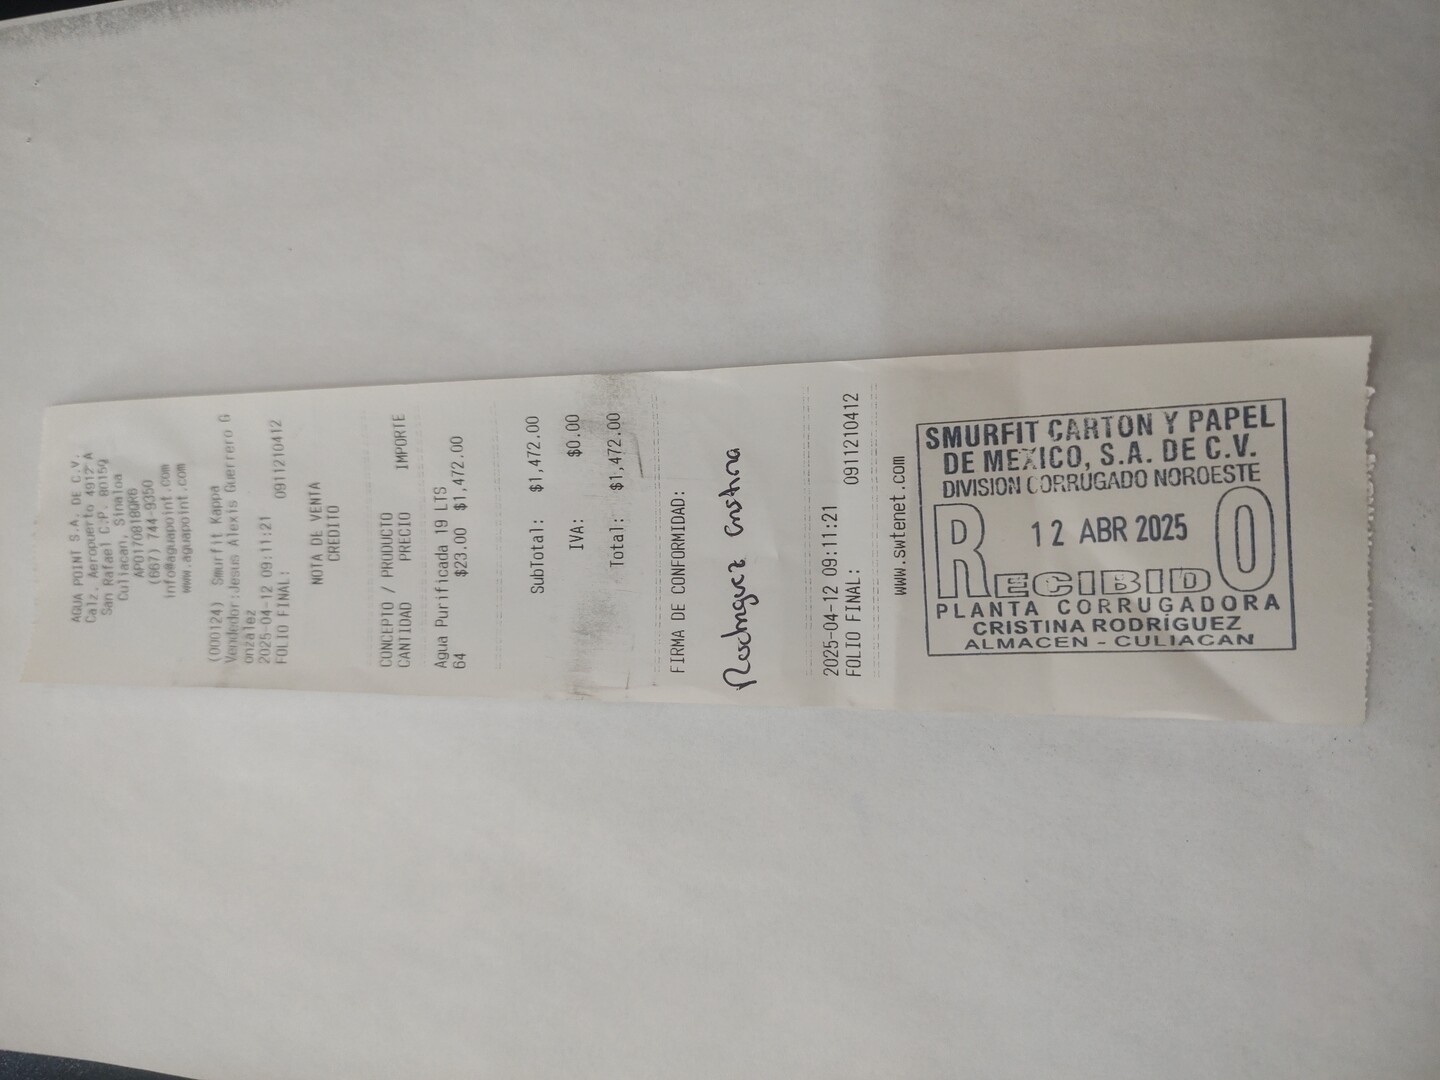 AGUA POINT S.A. DE C.V.
Calz. Aeropuerto 4912 A
San Rafael C.P. 80159
Culiacan, Sinaloa
APO170818QR6
(667) 744-9350
info@aguapoint.com
www.aguapoint.com
(000124) Smurfit Kappa
Vendedor:Jesus Alexis Guerrero G
onzalez
2025-04-12 09:11:21
FOLIO FINAL: 0911210412
NOTA DE VENTA
CREDITO
CONCEPTO / PRODUCTO
CANTIDAD PRECIO IMPORTE
Agua Purificada 19 LTS
64 $23.00 $1,472.00
SubTotal: $1,472.00
IVA: $0.00
Total: $1,472.00
FIRMA DE CONFORMIDAD:
Rodriguez Cristina
2025-04-12 09:11:21
FOLIO FINAL: 0911210412
www.swtenet.com
SMURFIT CARTON Y PAPEL
DE MEXICO, S.A. DE C.V.
DIVISION CORRUGADO NOROESTE
12 ABR 2025
RECIBIDO
PLANTA CORRUGADORA
CRISTINA RODRÍGUEZ
ALMACEN - CULIACAN